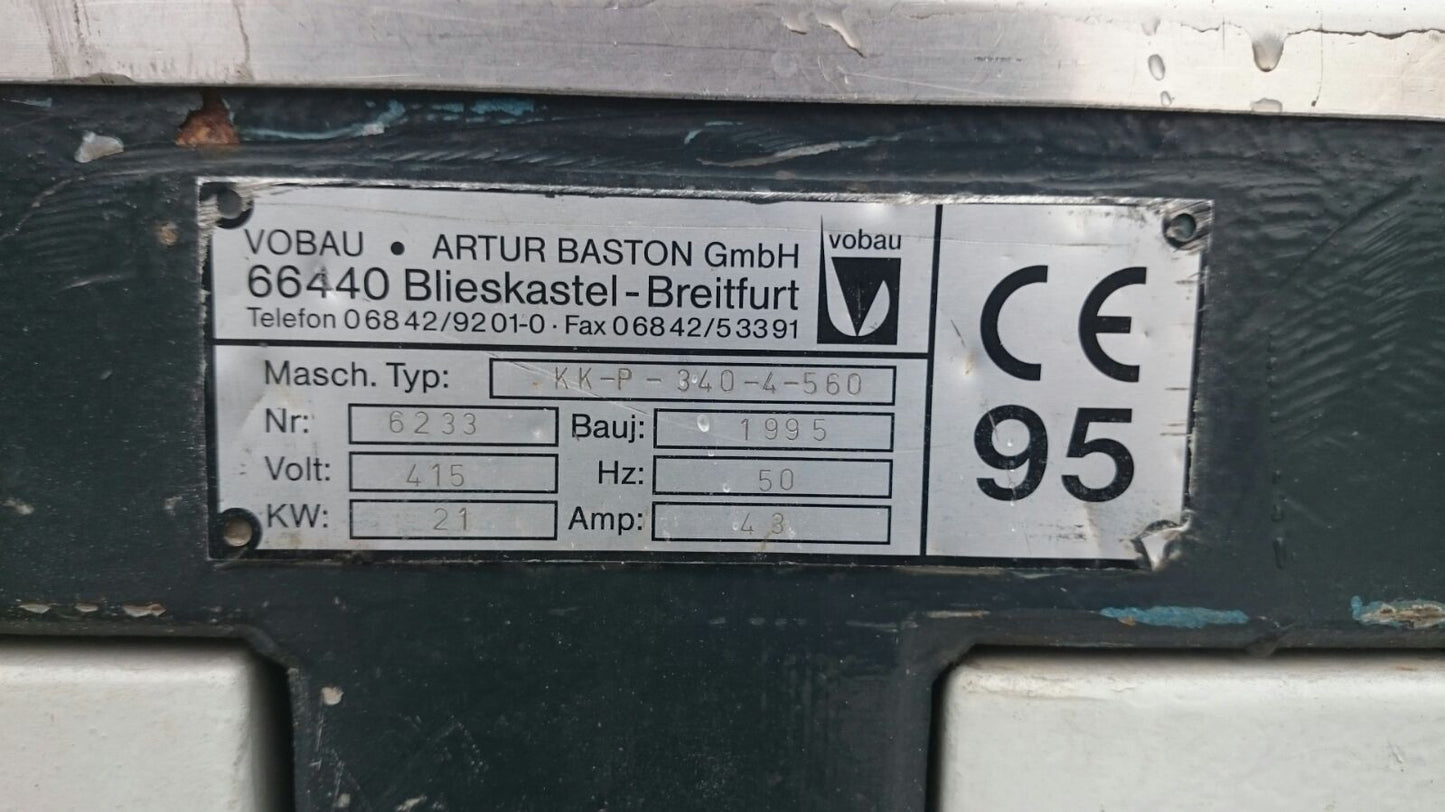 VOBAU • ARTUR BASTON GmbH
66440 Blieskastel-Breitfurt
Telefon 06842/9201-0 · Fax 06842/53391
vobau
Masch. Typ: KK-P-340-4-560
Nr: 6233 Bauj: 1995
Volt: 415 Hz: 50
KW: 21 Amp: 43
CE
95